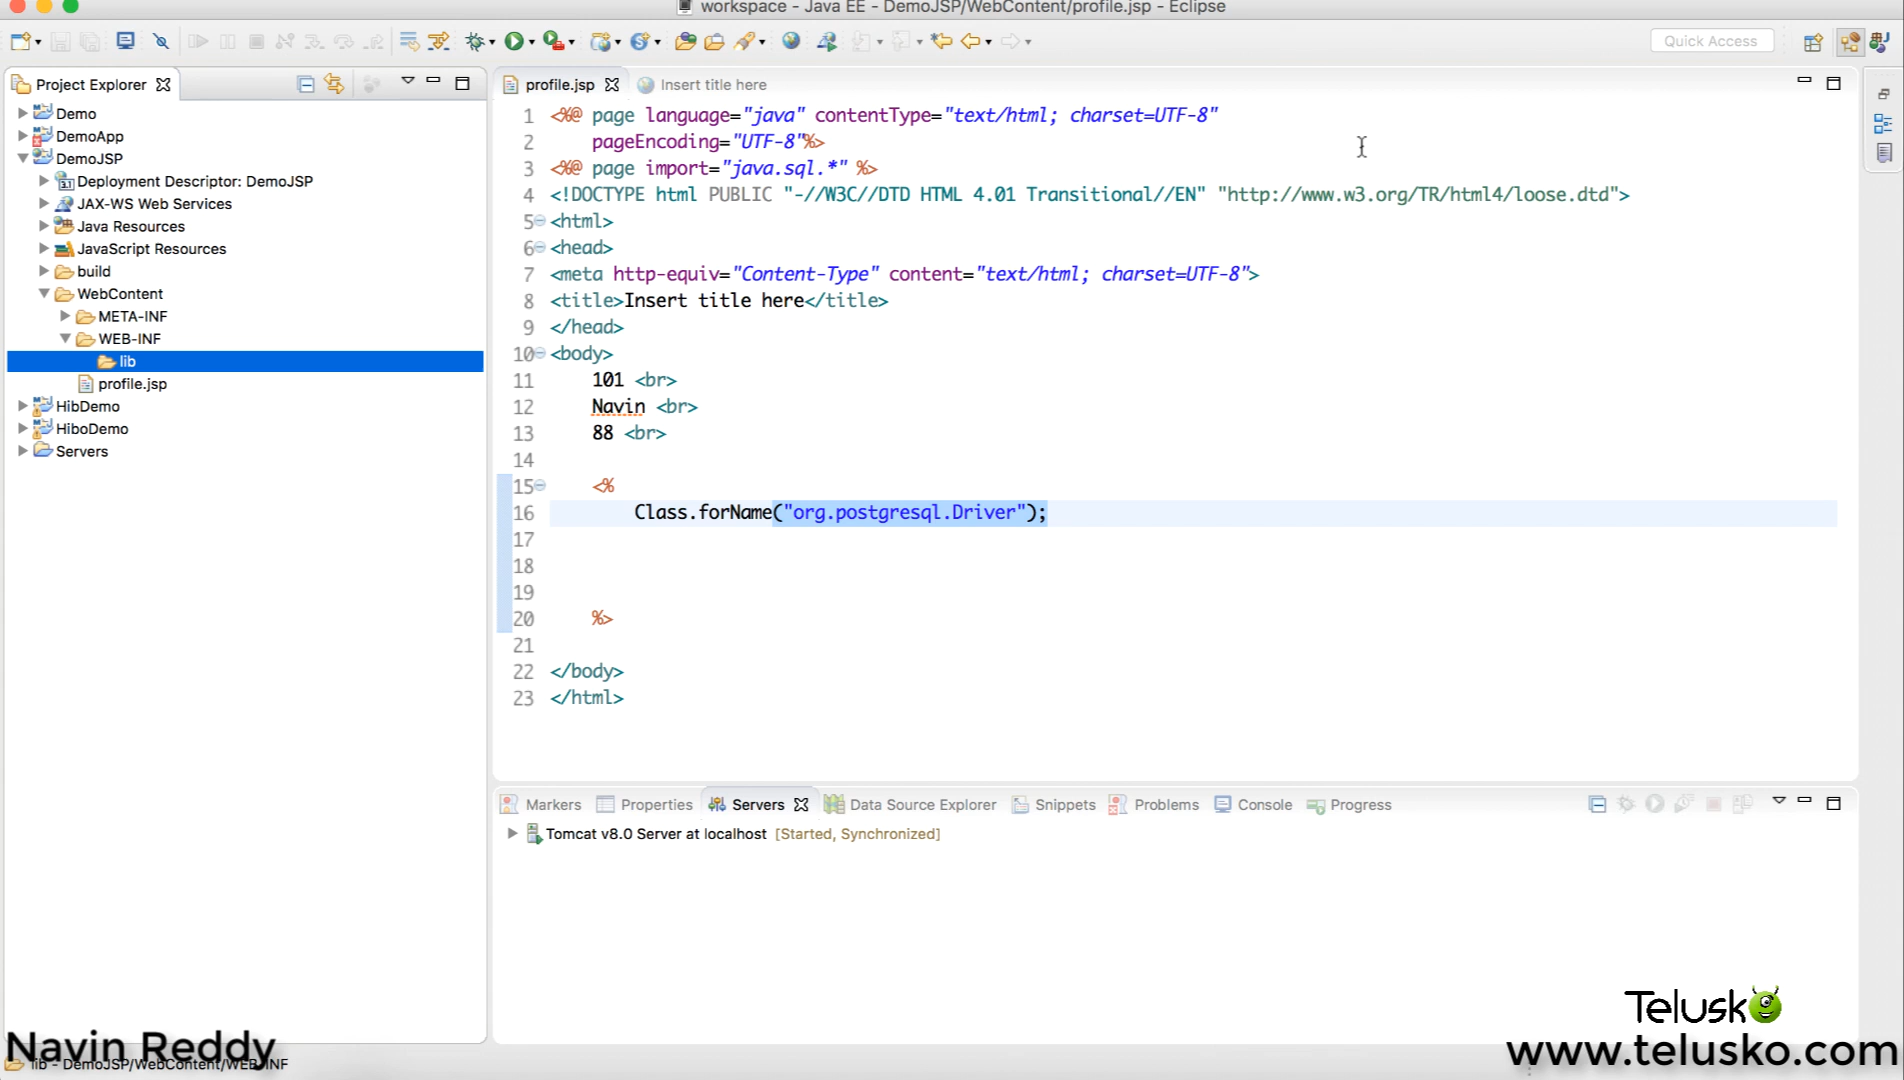 workspace - Java EE - DemoJSP/WebContent/profile.jsp - Eclipse
Quick Access
Project Explorer
Demo
DemoApp
DemoJSP
Deployment Descriptor: DemoJSP
JAX-WS Web Services
Java Resources
JavaScript Resources
build
WebContent
META-INF
WEB-INF
lib
profile.jsp
HibDemo
HiboDemo
Servers
profile.jsp
Insert title here
1 <%@ page language="java" contentType="text/html; charset=UTF-8"
2 pageEncoding="UTF-8"%>
3 <%@ page import="java.sql.*" %>
4 <!DOCTYPE html PUBLIC "-//W3C//DTD HTML 4.01 Transitional//EN" "http://www.w3.org/TR/html4/loose.dtd">
5 <html>
6 <head>
7 <meta http-equiv="Content-Type" content="text/html; charset=UTF-8">
8 <title>Insert title here</title>
9 </head>
10 <body>
11 101 <br>
12 Navin <br>
13 88 <br>
14
15 <%
16 Class.forName("org.postgresql.Driver");
17
18
19
20 %>
21
22 </body>
23 </html>
Markers Properties Servers Data Source Explorer Snippets Problems Console Progress
Tomcat v8.0 Server at localhost [Started, Synchronized]
Telusko
www.telusko.com
Navin Reddy
lib - DemoJSP/WebContent/WEB-INF